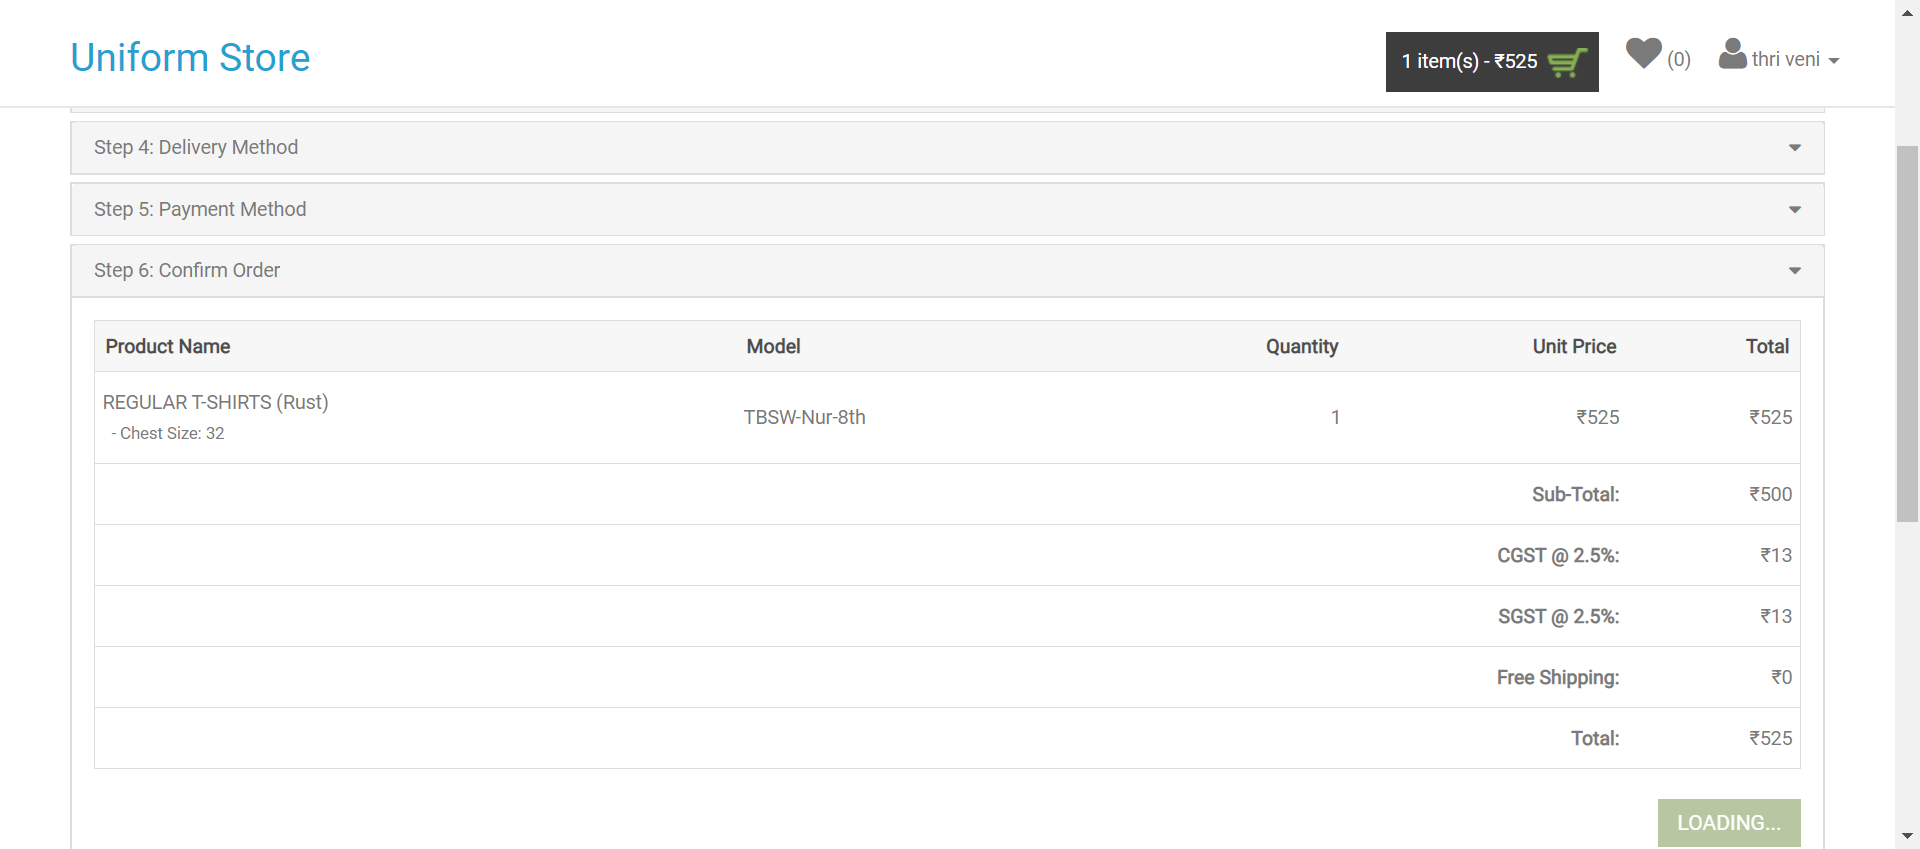 Uniform Store
1 item(s) - ₹525
(0)
thri veni
Step 4: Delivery Method
Step 5: Payment Method
Step 6: Confirm Order
Product Name Model Quantity Unit Price Total
REGULAR T-SHIRTS (Rust)
- Chest Size: 32
TBSW-Nur-8th 1 ₹525 ₹525
Sub-Total: ₹500
CGST @ 2.5%: ₹13
SGST @ 2.5%: ₹13
Free Shipping: ₹0
Total: ₹525
LOADING...